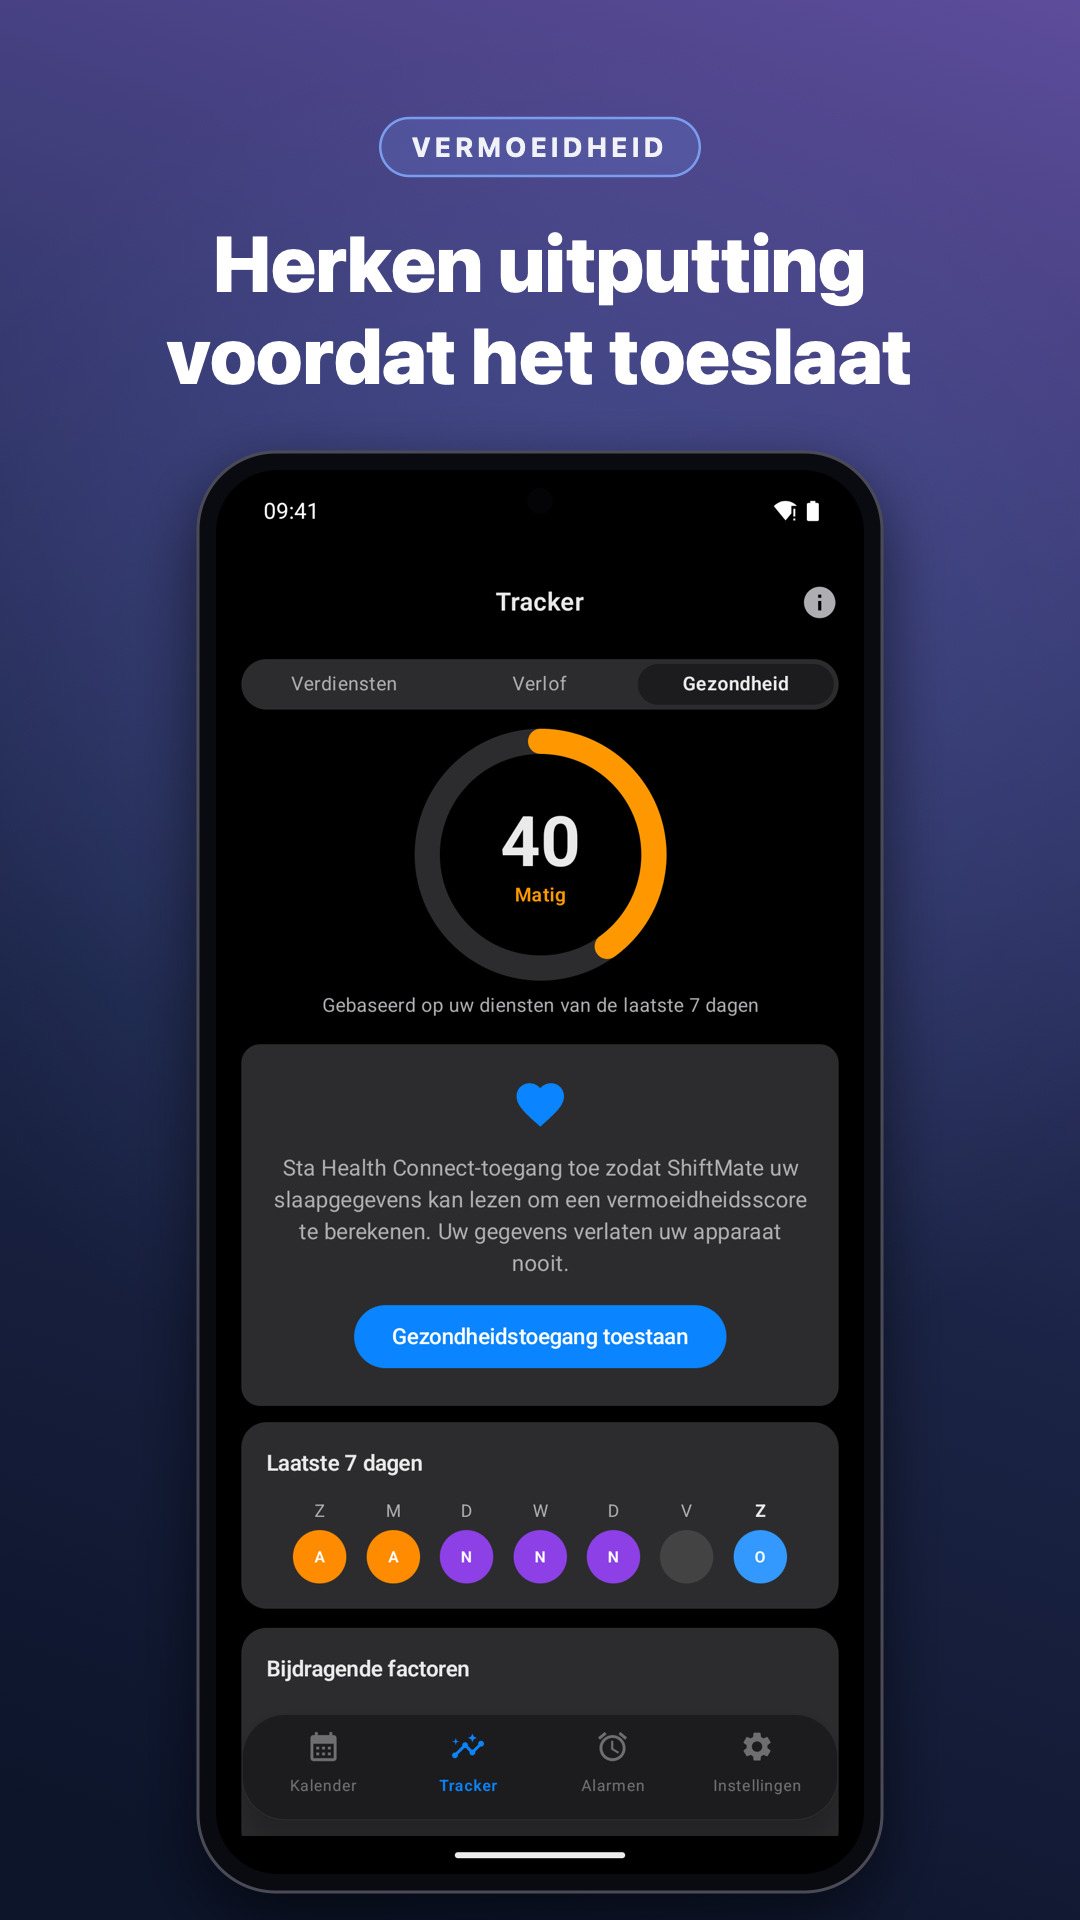 VERMOEIDHEID
Herken uitputting
voordat het toeslaat
09:41
Tracker
Verdiensten Verlof Gezondheid
40
Matig
Gebaseerd op uw diensten van de laatste 7 dagen
Sta Health Connect-toegang toe zodat ShiftMate uw
slaapgegevens kan lezen om een vermoeidheidsscore
te berekenen. Uw gegevens verlaten uw apparaat
nooit.
Gezondheidstoegang toestaan
Laatste 7 dagen
Z M D W D V Z
A A N N N O
Bijdragende factoren
Kalender Tracker Alarmen Instellingen